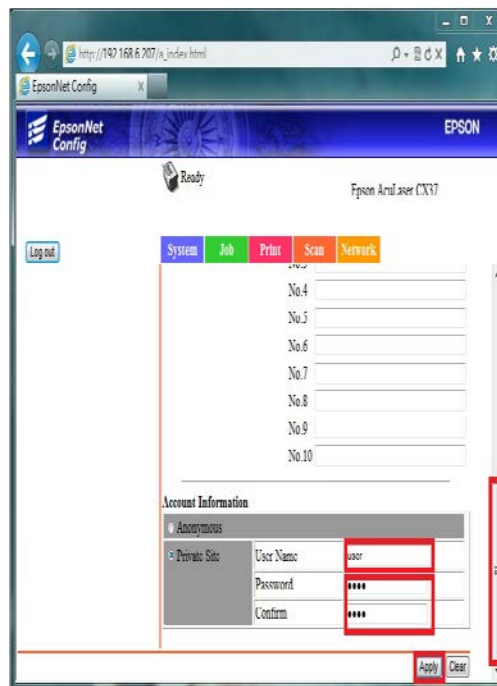 http://192.168.6.207/a_index.html
EpsonNet Config
EpsonNet
Config
EPSON
Ready
Epson AcuLaser CX37
Log out
System Job Print Scan Network
No.4
No.5
No.6
No.7
No.8
No.9
No.10
Account Information
Anonymous
Private Site User Name user
Password ••••
Confirm ••••
Apply Clear